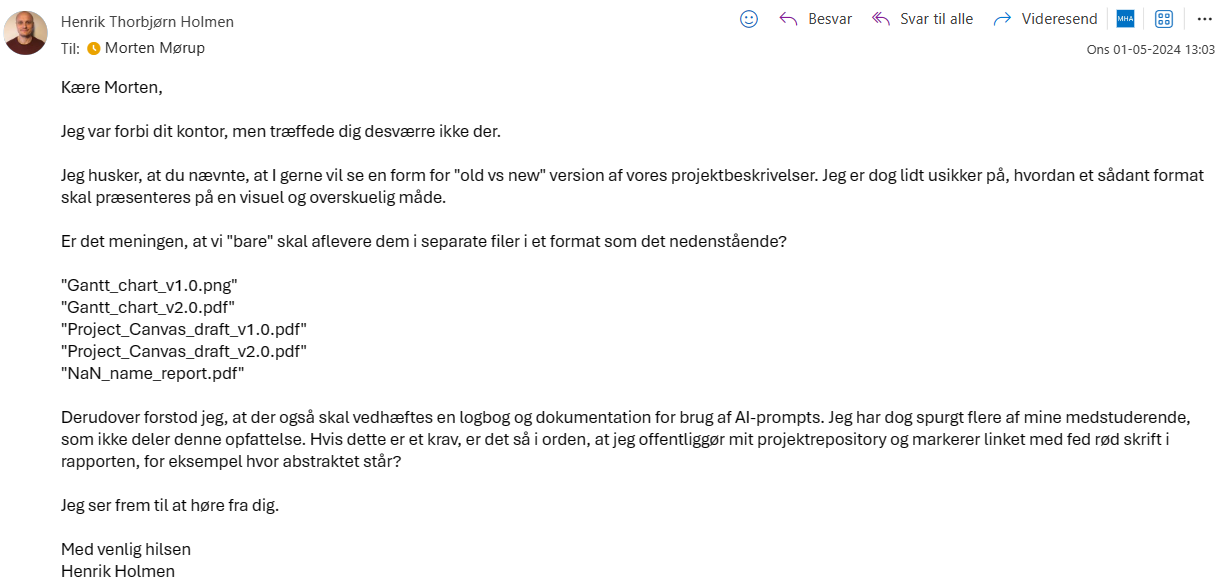 Henrik Thorbjørn Holmen
Besvar
Svar til alle
Videresend
MHA
Til: Morten Mørup
Ons 01-05-2024 13:03
Kære Morten,
Jeg var forbi dit kontor, men træffede dig desværre ikke der.
Jeg husker, at du nævnte, at I gerne vil se en form for "old vs new" version af vores projektbeskrivelser. Jeg er dog lidt usikker på, hvordan et sådant format
skal præsenteres på en visuel og overskuelig måde.
Er det meningen, at vi "bare" skal aflevere dem i separate filer i et format som det nedenstående?
"Gantt_chart_v1.0.png"
"Gantt_chart_v2.0.pdf"
"Project_Canvas_draft_v1.0.pdf"
"Project_Canvas_draft_v2.0.pdf"
"NaN_name_report.pdf"
Derudover forstod jeg, at der også skal vedhæftes en logbog og dokumentation for brug af AI-prompts. Jeg har dog spurgt flere af mine medstuderende,
som ikke deler denne opfattelse. Hvis dette er et krav, er det så i orden, at jeg offentliggør mit projektrepository og markerer linket med fed rød skrift i
rapporten, for eksempel hvor abstraktet står?
Jeg ser frem til at høre fra dig.
Med venlig hilsen
Henrik Holmen